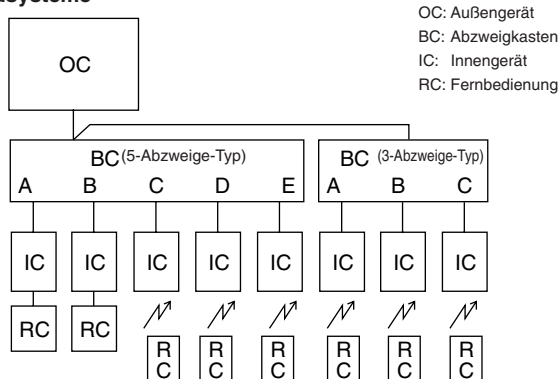 OC: Außengerät
BC: Abzweigkasten
IC: Innengerät
RC: Fernbedienung
OC
BC (5-Abzweige-Typ)
A B C D E
BC (3-Abzweige-Typ)
A B C
IC IC IC IC IC IC IC IC
RC RC RC RC RC RC RC RC